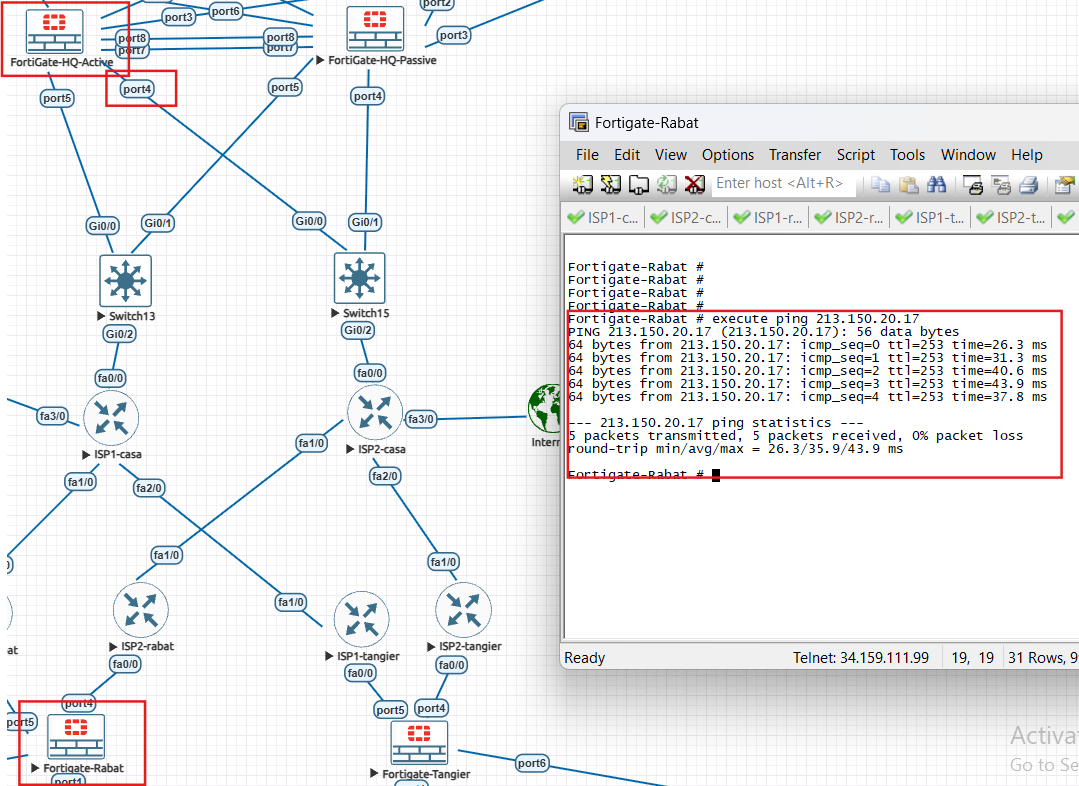 port3
port6
port2
port8
port8
port3
port7
port7
FortiGate-HQ-Active
FortiGate-HQ-Passive
port4
port5
port5
port4
Gi0/0
Gi0/1
Gi0/0
Gi0/1
Switch13
Switch15
Gi0/2
Gi0/2
fa0/0
fa0/0
fa3/0
fa3/0
ISP1-casa
ISP2-casa
Intern
fa1/0
fa1/0
fa2/0
fa2/0
fa1/0
fa1/0
fa1/0
at
ISP2-rabat
ISP1-tangier
ISP2-tangier
fa0/0
fa0/0
fa0/0
port4
port5
port5
port4
Fortigate-Rabat
port1
Fortigate-Tangier
port6
Fortigate-Rabat
File Edit View Options Transfer Script Tools Window Help
Enter host <Alt+R>
ISP1-c... ISP2-c... ISP1-r... ISP2-r... ISP1-t... ISP2-t...
Fortigate-Rabat #
Fortigate-Rabat #
Fortigate-Rabat #
Fortigate-Rabat #
Fortigate-Rabat # execute ping 213.150.20.17
PING 213.150.20.17 (213.150.20.17): 56 data bytes
64 bytes from 213.150.20.17: icmp_seq=0 ttl=253 time=26.3 ms
64 bytes from 213.150.20.17: icmp_seq=1 ttl=253 time=31.3 ms
64 bytes from 213.150.20.17: icmp_seq=2 ttl=253 time=40.6 ms
64 bytes from 213.150.20.17: icmp_seq=3 ttl=253 time=43.9 ms
64 bytes from 213.150.20.17: icmp_seq=4 ttl=253 time=37.8 ms
--- 213.150.20.17 ping statistics ---
5 packets transmitted, 5 packets received, 0% packet loss
round-trip min/avg/max = 26.3/35.9/43.9 ms
Fortigate-Rabat #
Ready Telnet: 34.159.111.99 19, 19 31 Rows, 9
Activa
Go to Se